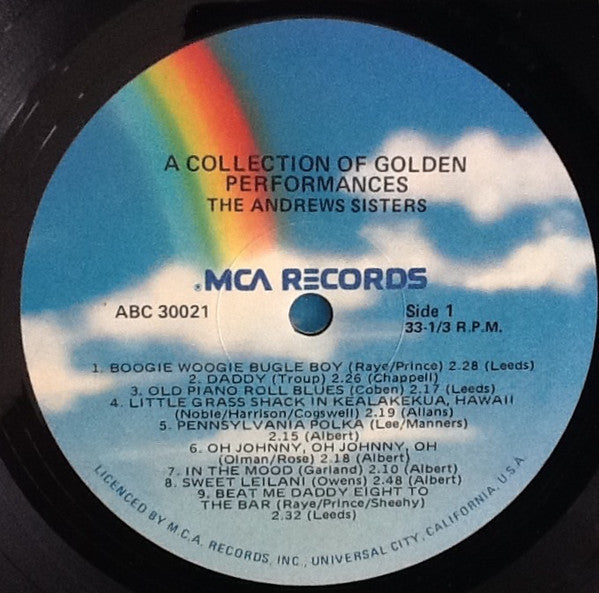 A COLLECTION OF GOLDEN
PERFORMANCES
THE ANDREWS SISTERS
® MCA RECORDS
ABC 30021
Side 1
33-1/3 R.P.M.
1. BOOGIE WOOGIE BUGLE BOY (Raye/Prince) 2.28 (Leeds)
2. DADDY (Troup) 2.26 (Chappell)
3. OLD PIANO ROLL BLUES (Coben) 2.17 (Leeds)
4. LITTLE GRASS SHACK IN KEALAKEKUA, HAWAII
(Noble/Harrison/Cogswell) 2.19 (Allans)
5. PENNSYLVANIA POLKA (Lee/Manners)
2.15 (Albert)
6. OH JOHNNY, OH JOHNNY, OH
(Olman/Rose) 2.18 (Albert)
7. IN THE MOOD (Garland) 2.10 (Albert)
8. SWEET LEILANI (Owens) 2.48 (Albert)
9. BEAT ME DADDY EIGHT TO
THE BAR (Raye/Prince/Sheehy)
2.32 (Leeds)
LICENCED BY M.C.A. RECORDS, INC., UNIVERSAL CITY, CALIFORNIA, U.S.A.